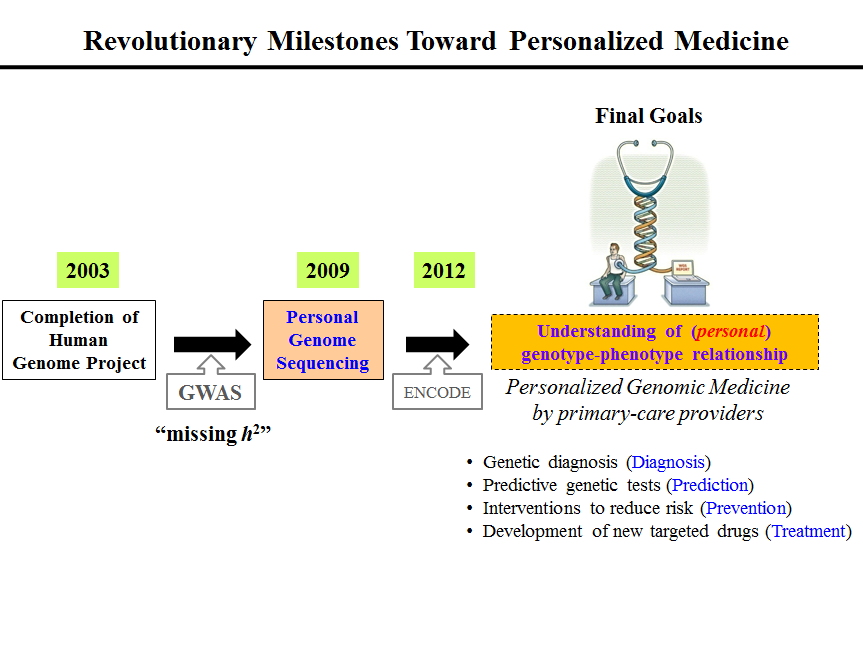 Revolutionary Milestones Toward Personalized Medicine
Final Goals
2003
2009
2012
Completion of
Human
Genome Project
Personal
Genome
Sequencing
GWAS
ENCODE
“missing h²”
Understanding of (personal)
genotype-phenotype relationship
Personalized Genomic Medicine
by primary-care providers
• Genetic diagnosis (Diagnosis)
• Predictive genetic tests (Prediction)
• Interventions to reduce risk (Prevention)
• Development of new targeted drugs (Treatment)